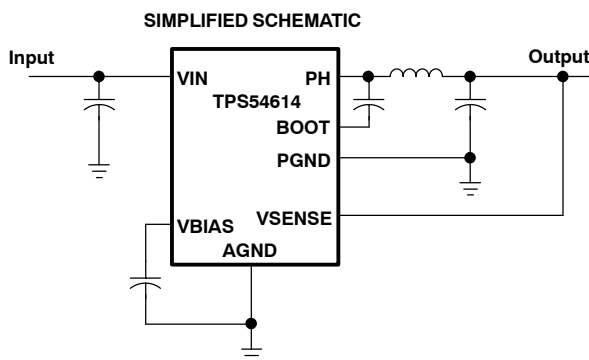 SIMPLIFIED SCHEMATIC
Input
Output
VIN
PH
TPS54614
BOOT
PGND
VBIAS
VSENSE
AGND